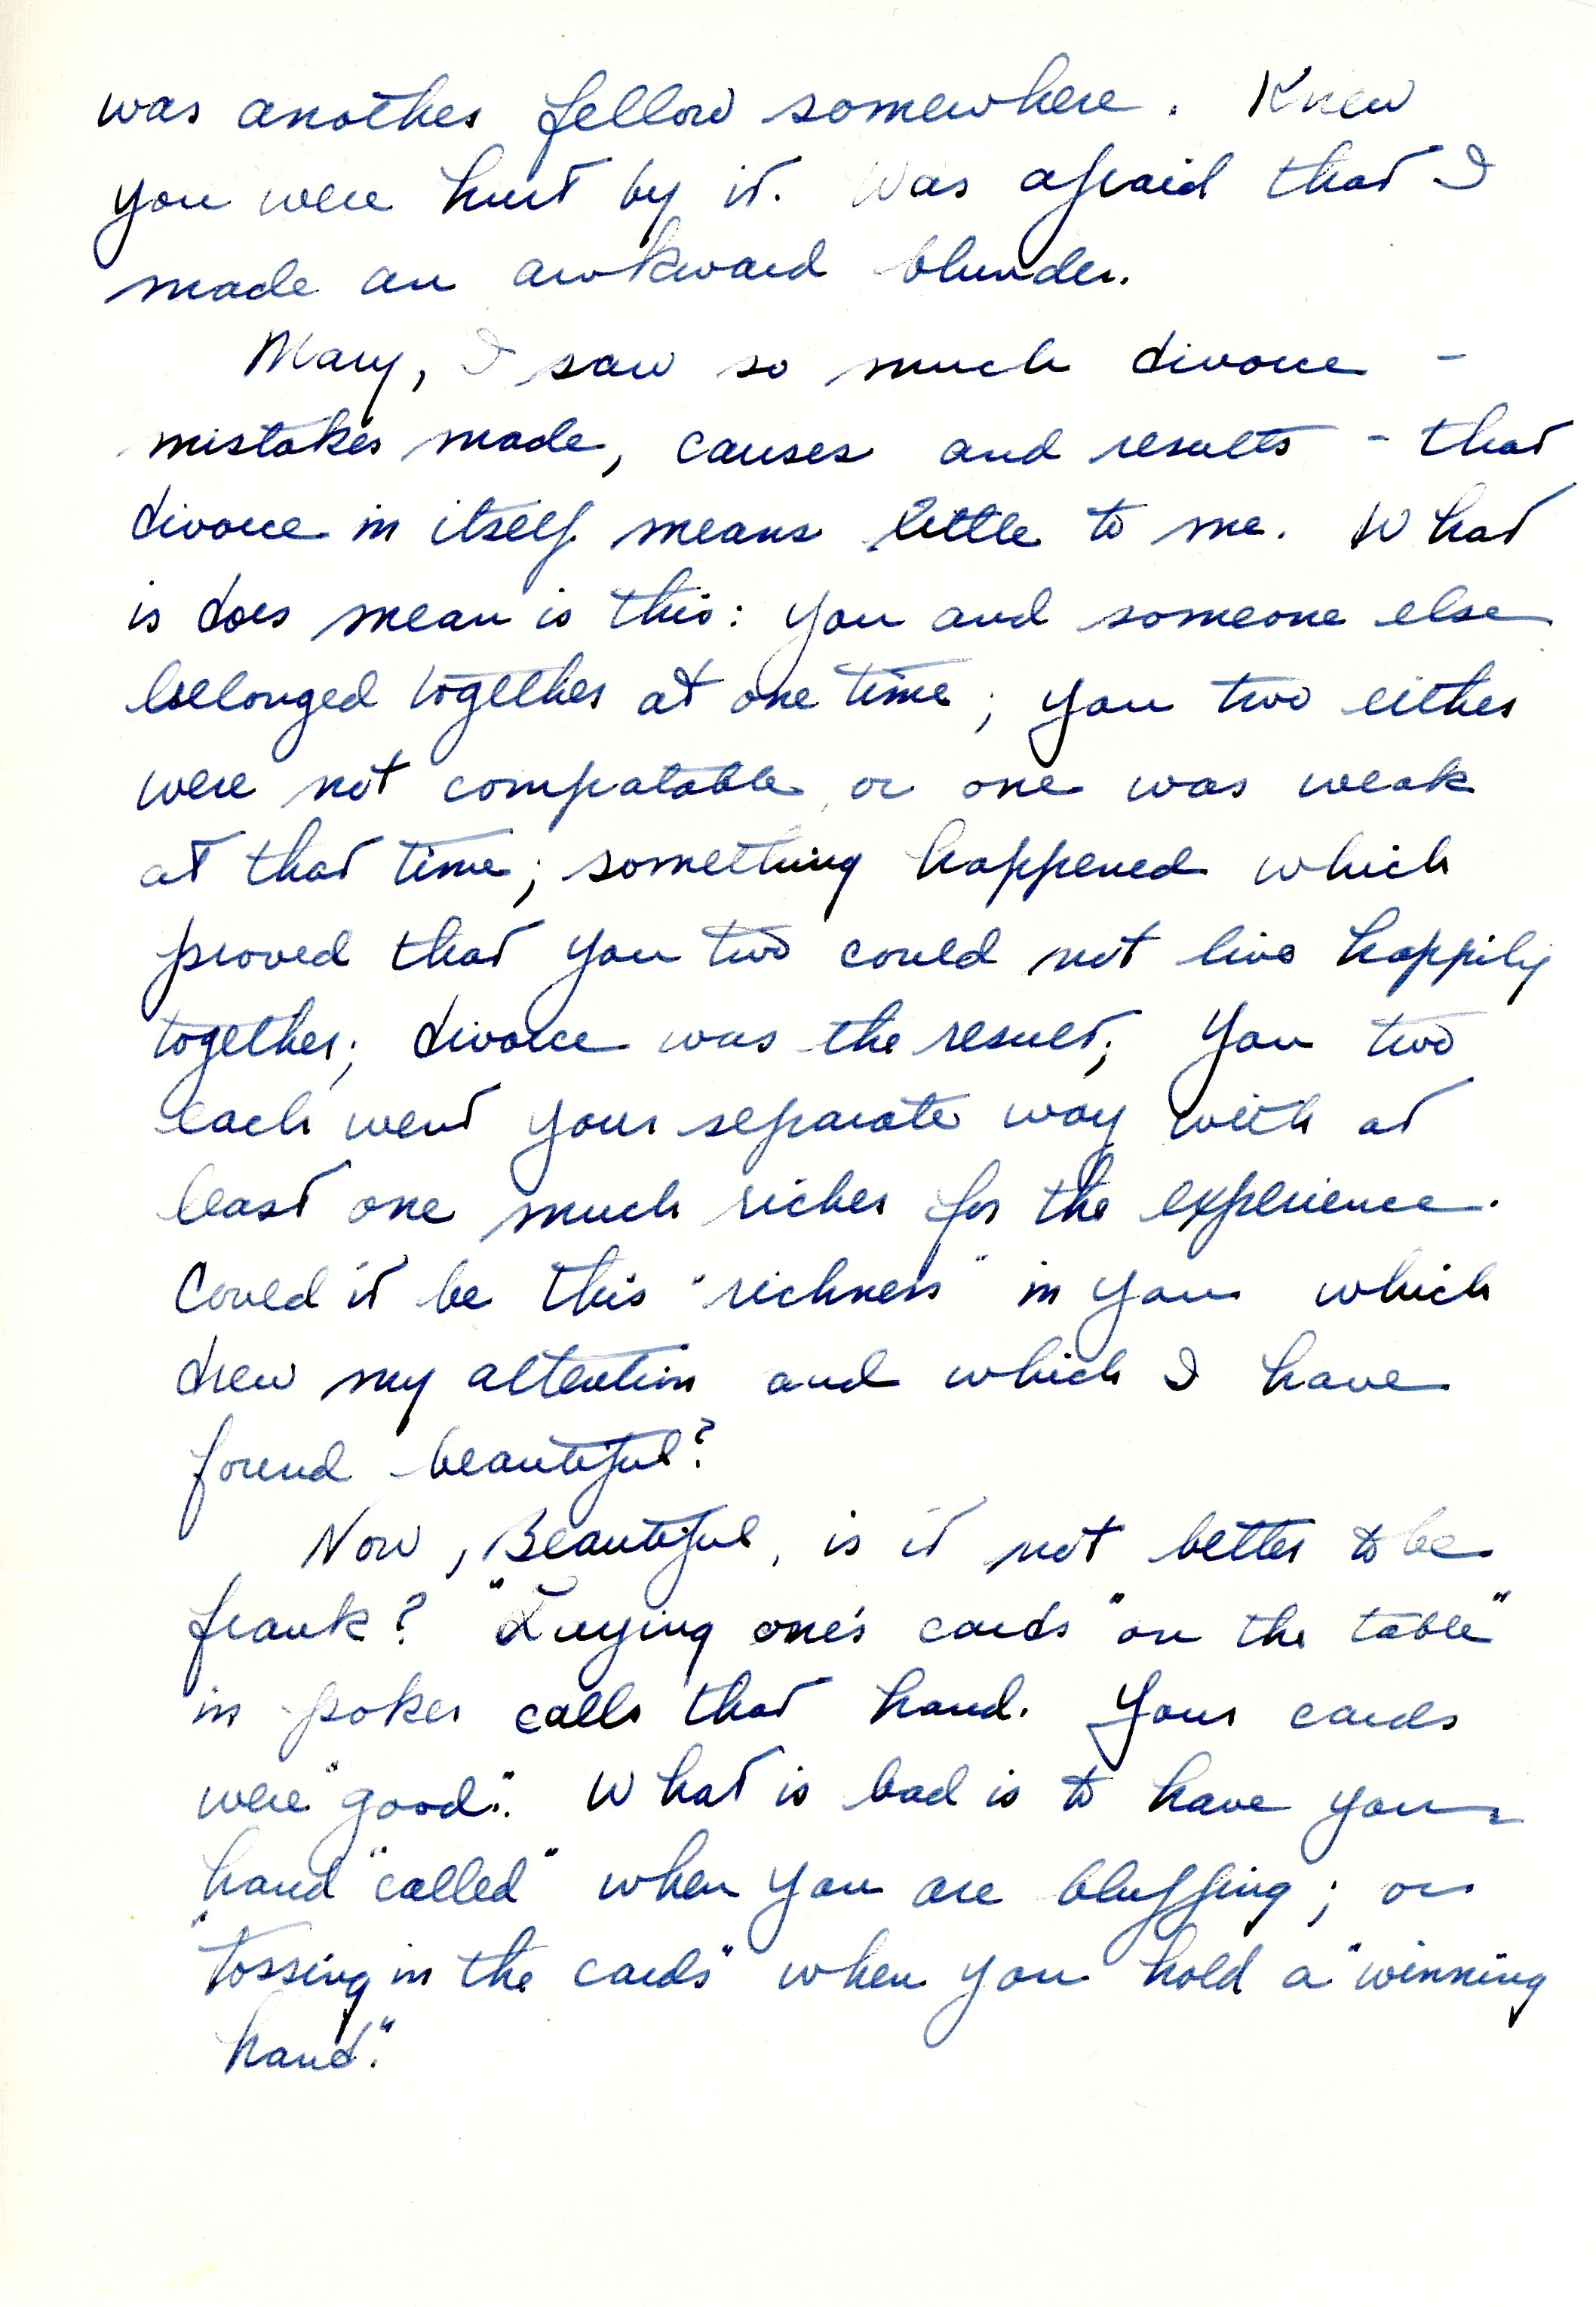 was another fellow somewhere. Knew
you were hurt by it. Was afraid that I
made an awkward blunder.
Mary, I saw so much divorce -
mistakes made, causes and results - that
divorce in itself means little to me. What
is does mean is this: you and someone else
belonged together at one time; you two either
were not compatable, or one was weak
at that time; something happened which
proved that you two could not live happily
together; divorce was the result; You two
each went your separate way with at
least one much richer for the experience.
Could it be this "richness" in you which
drew my attention and which I have
found beautiful?
Now, Beautiful, is it not better to be
frank? "Laying one's cards "on the table"
in poker calls that hand. Your cards
were "good". What is bad is to have your
hand "called" when you are bluffing; or
"tossing in the cards" when you hold a "winning
hand."